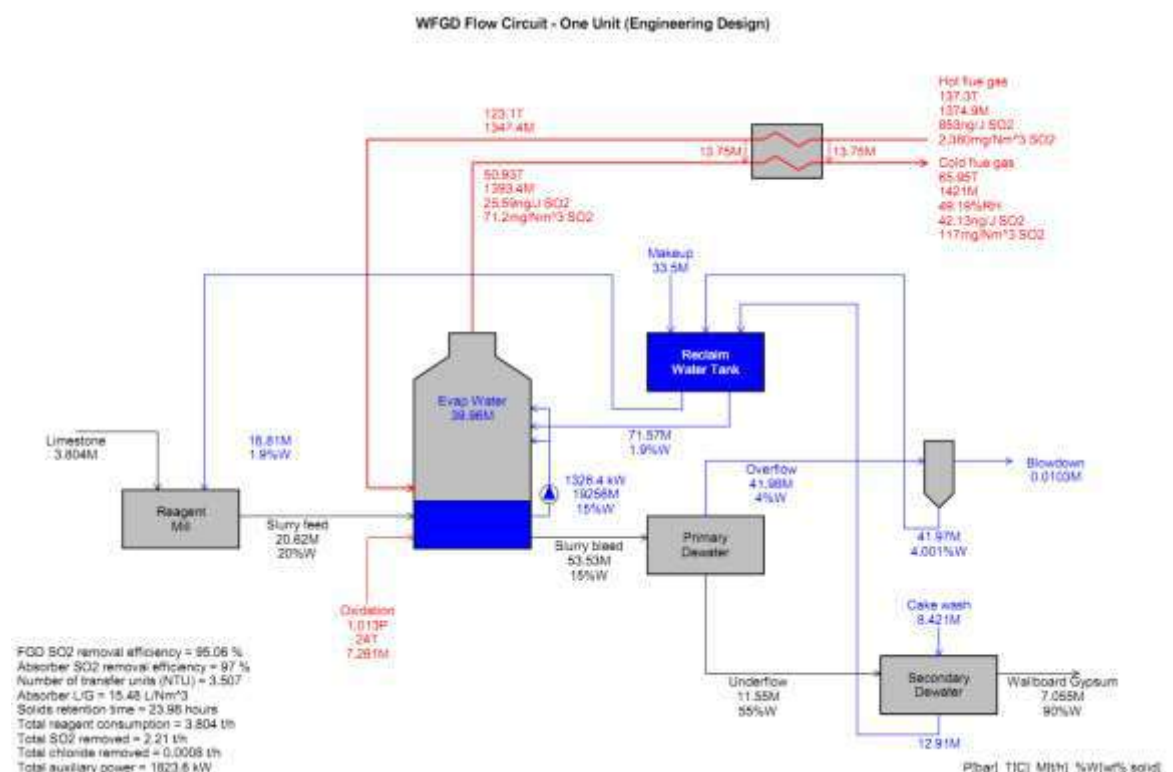 WFGD Flow Circuit - One Unit (Engineering Design)
Hot flue gas
137.3T
1374.9M
853ng/J SO2
2,380mg/Nm^3 SO2
123.1T
1347.4M
13.75M
13.75M
Cold flue gas
65.95T
1421M
49.19%RH
42.13ng/J SO2
117mg/Nm^3 SO2
50.93T
1393.4M
25.59ng/J SO2
71.2mg/Nm^3 SO2
Makeup
33.5M
Reclaim
Water Tank
Evap Water
39.96M
Limestone
3.804M
16.81M
1.9%W
71.57M
1.9%W
Overflow
41.98M
4%W
Blowdown
0.0103M
1326.4 kW
19256M
15%W
Reagent
Mill
Slurry feed
20.62M
20%W
Slurry bleed
53.53M
15%W
Primary
Dewater
41.97M
4.001%W
Oxidation
1.013P
24T
7.261M
Cake wash
8.421M
Underflow
11.55M
55%W
Secondary
Dewater
Wallboard Gypsum
7.055M
90%W
12.91M
FGD SO2 removal efficiency = 95.06 %
Absorber SO2 removal efficiency = 97 %
Number of transfer units (NTU) = 3.507
Absorber L/G = 15.48 L/Nm^3
Solids retention time = 23.98 hours
Total reagent consumption = 3.804 t/h
Total SO2 removed = 2.21 t/h
Total chloride removed = 0.0008 t/h
Total auxiliary power = 1623.6 kW
P[bar] T[C] M[t/h] %W[wt% solid]